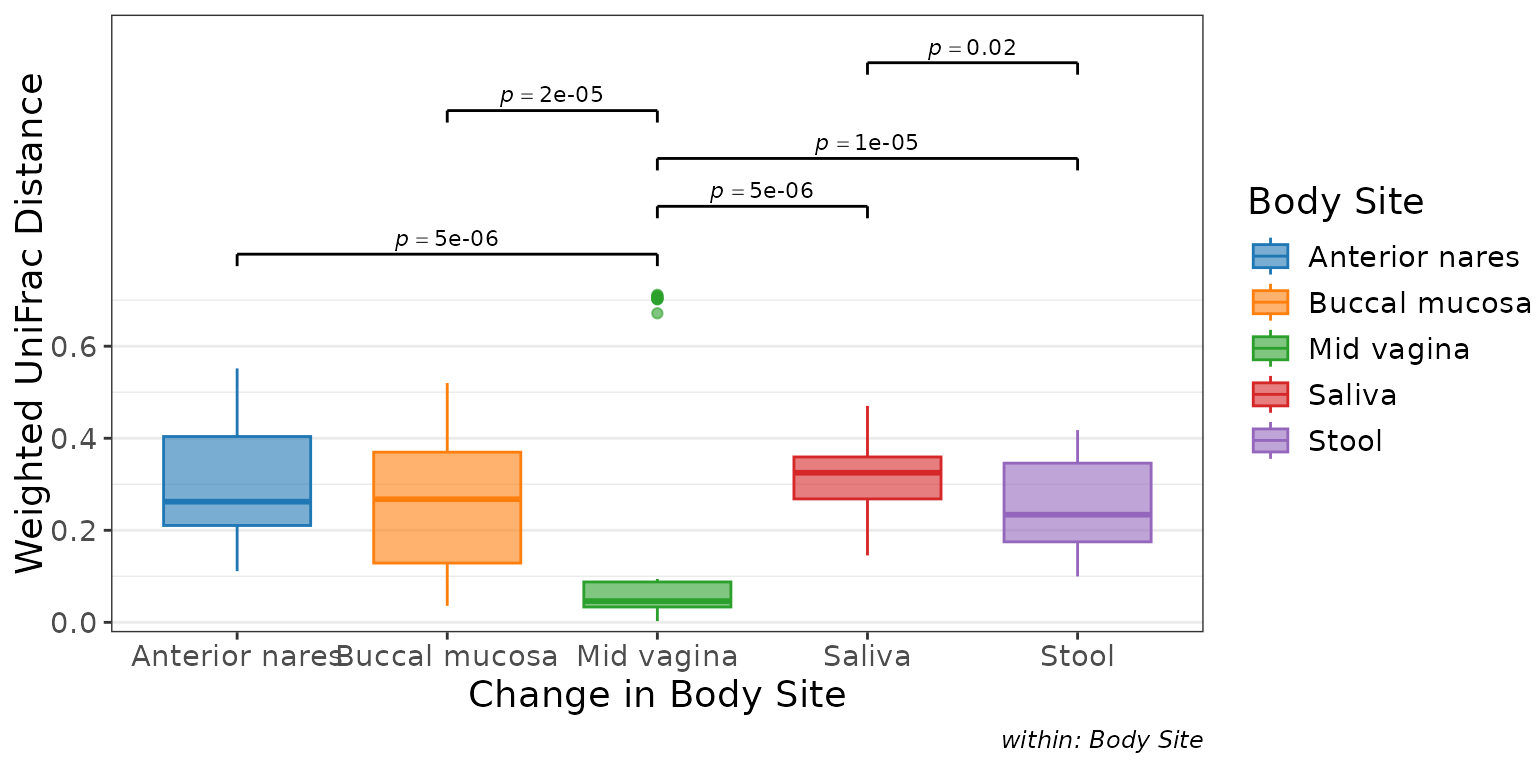 p = 0.02
p = 2e-05
p = 1e-05
p = 5e-06
p = 5e-06
Weighted UniFrac Distance
0.6
0.4
0.2
0.0
Anterior nares
Buccal mucosa
Mid vagina
Saliva
Stool
Change in Body Site
within: Body Site
Body Site
Anterior nares
Buccal mucosa
Mid vagina
Saliva
Stool